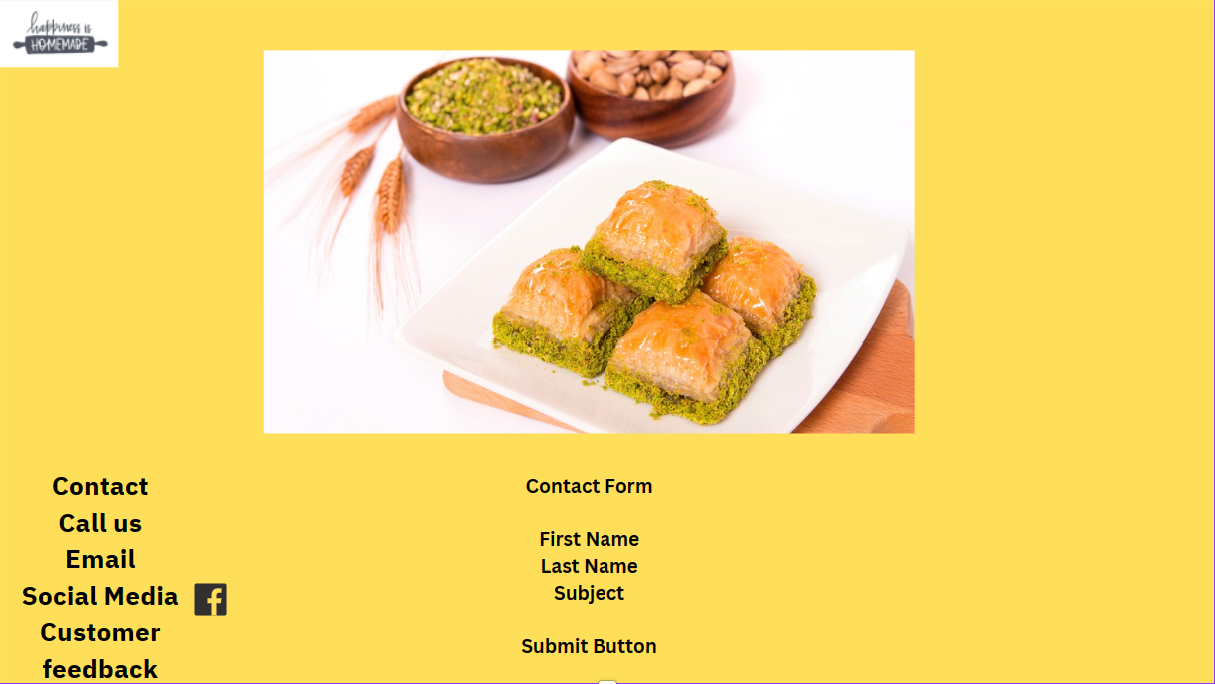 happiness is
HOMEMADE
Contact
Call us
Email
Social Media
Customer
feedback
Contact Form
First Name
Last Name
Subject
Submit Button